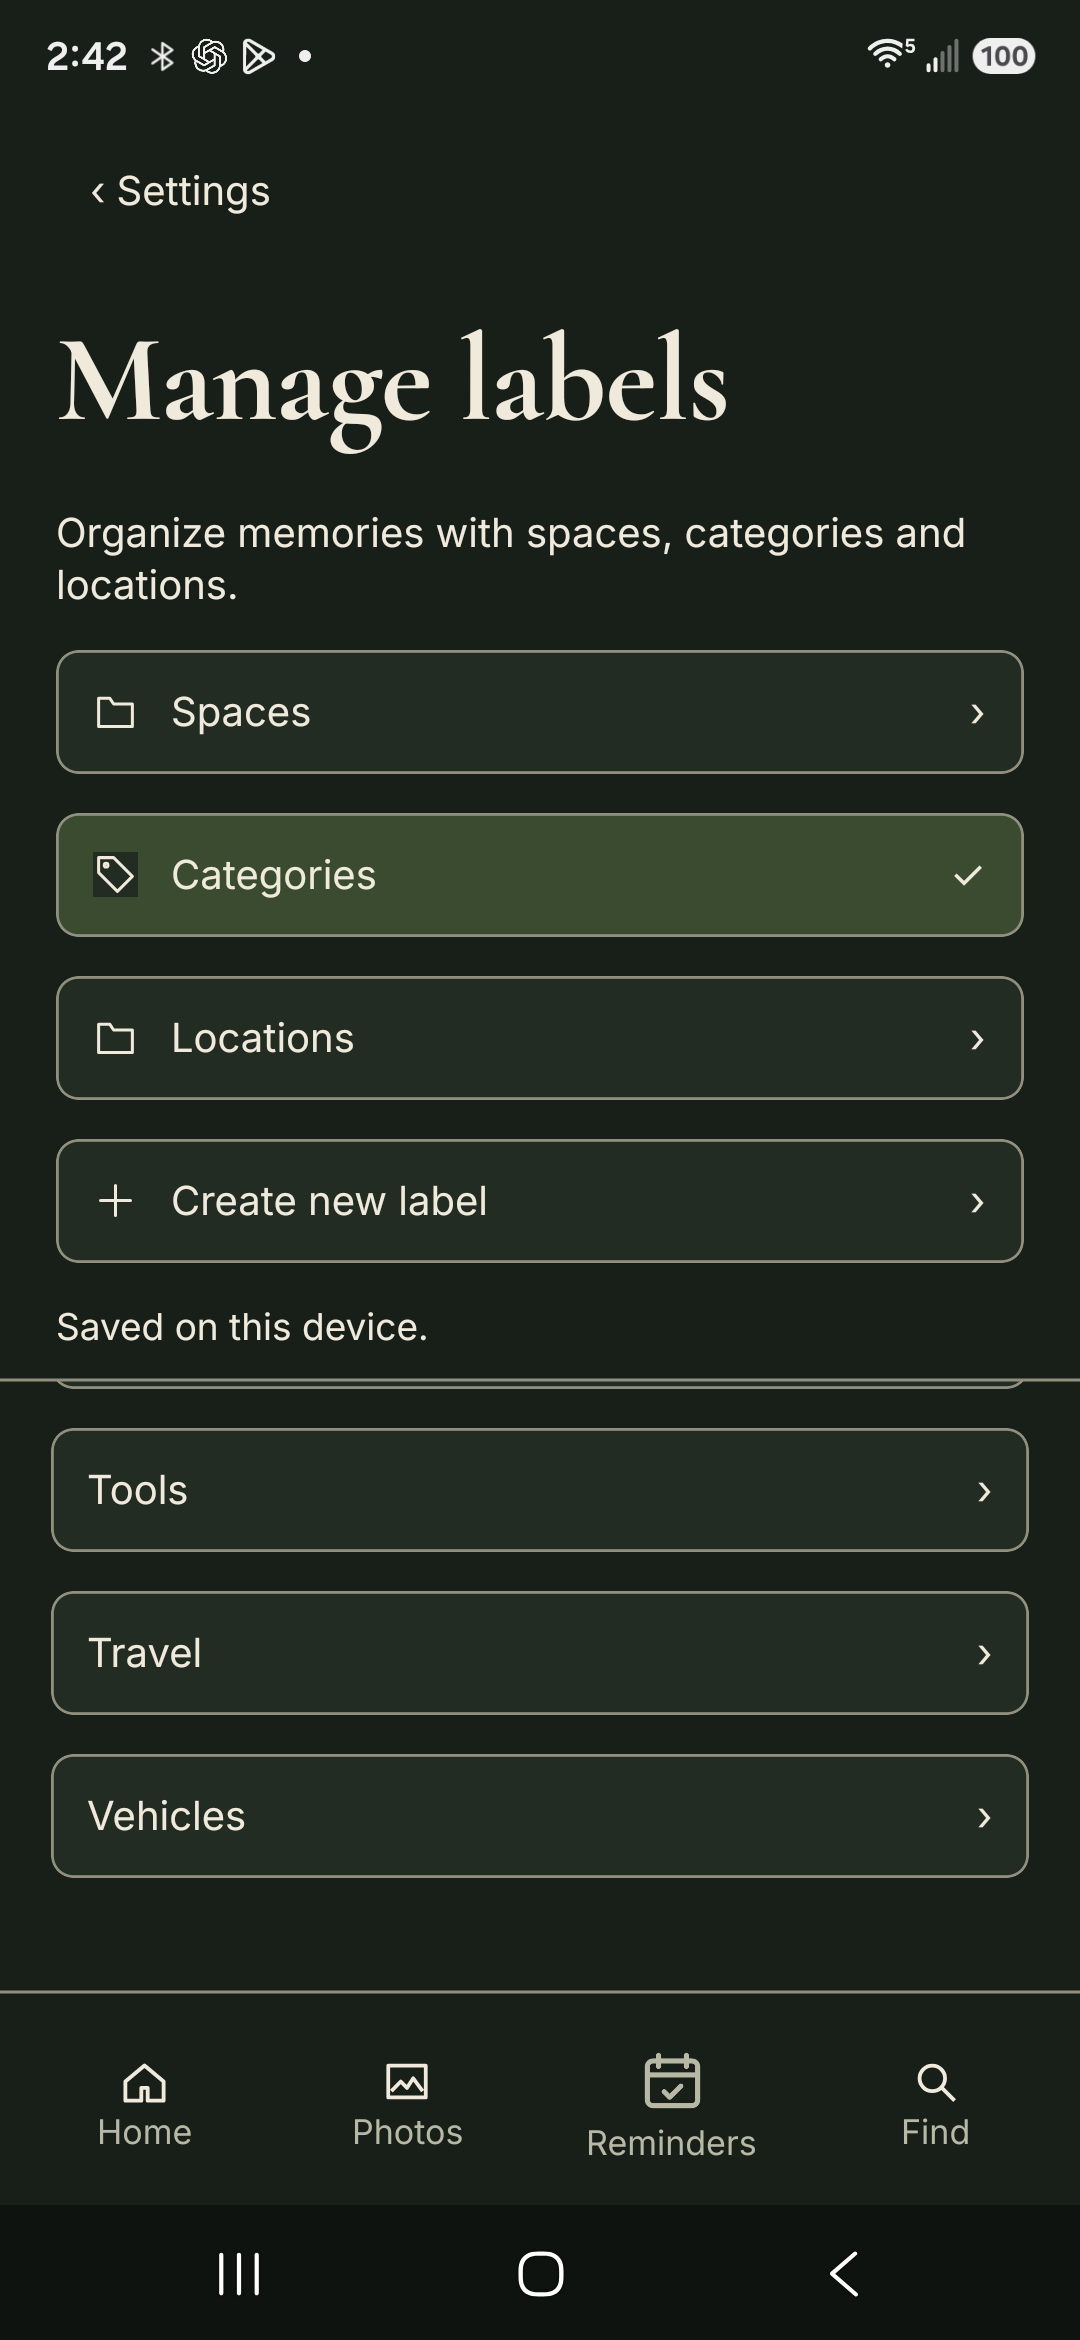 2:42
5
100
‹ Settings
Manage labels
Organize memories with spaces, categories and
locations.
Spaces ›
Categories
Locations ›
Create new label ›
Saved on this device.
Tools ›
Travel ›
Vehicles ›
Home
Photos
Reminders
Find